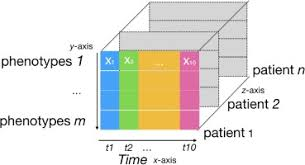 y-axis
phenotypes 1
X1 X2 ... X10
...
phenotypes m
patient n
z-axis
patient 2
patient 1
t1 t2 ... t10
Time x-axis